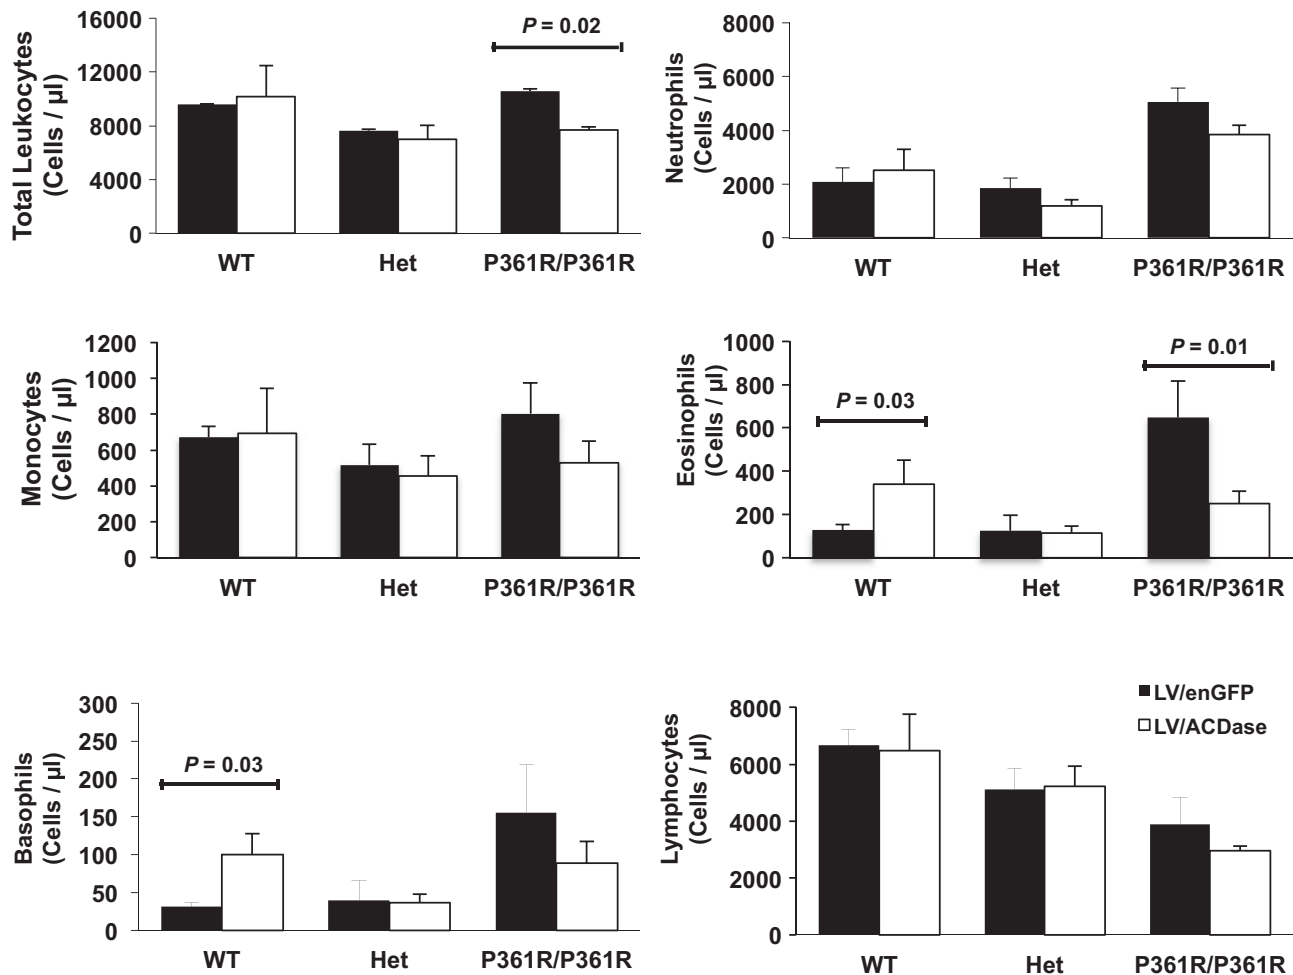 Total Leukocytes
(Cells / µl)
16000
12000
8000
4000
0
P = 0.02
WT
Het
P361R/P361R
Neutrophils
(Cells / µl)
8000
6000
4000
2000
0
WT
Het
P361R/P361R
Monocytes
(Cells / µl)
1200
1000
800
600
400
200
0
WT
Het
P361R/P361R
Eosinophils
(Cells / µl)
1000
800
600
400
200
0
P = 0.03
P = 0.01
WT
Het
P361R/P361R
Basophils
(Cells / µl)
300
250
200
150
100
50
0
P = 0.03
WT
Het
P361R/P361R
Lymphocytes
(Cells / µl)
8000
6000
4000
2000
0
LV/enGFP
LV/ACDase
WT
Het
P361R/P361R